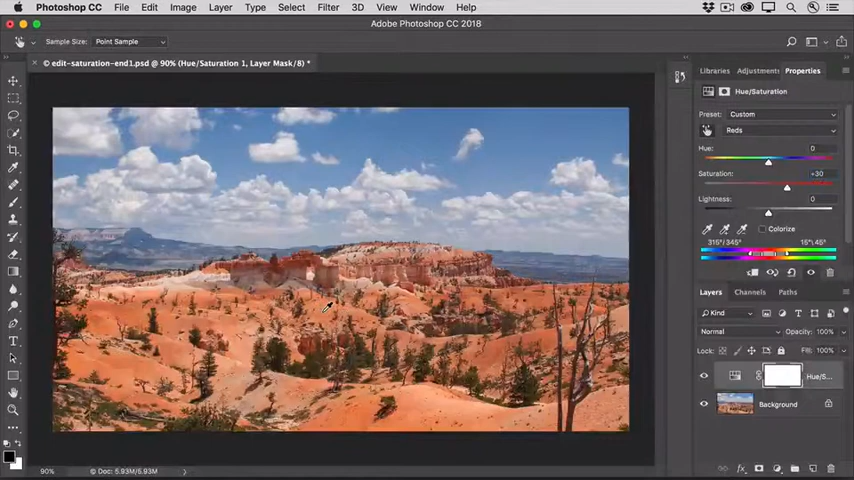 Photoshop CC File Edit Image Layer Type Select Filter 3D View Window Help
Adobe Photoshop CC 2018
Sample Size: Point Sample
© edit-saturation-end1.psd @ 90% (Hue/Saturation 1, Layer Mask/8) *
Libraries Adjustments Properties
Hue/Saturation
Preset: Custom
Reds
Hue: 0
Saturation: +30
Lightness: 0
Colorize
315°/345° 15°\45°
Layers Channels Paths
Kind
Normal Opacity: 100%
Lock: Fill: 100%
Hue/S...
Background
90% © Doc: 5.93M/5.93M